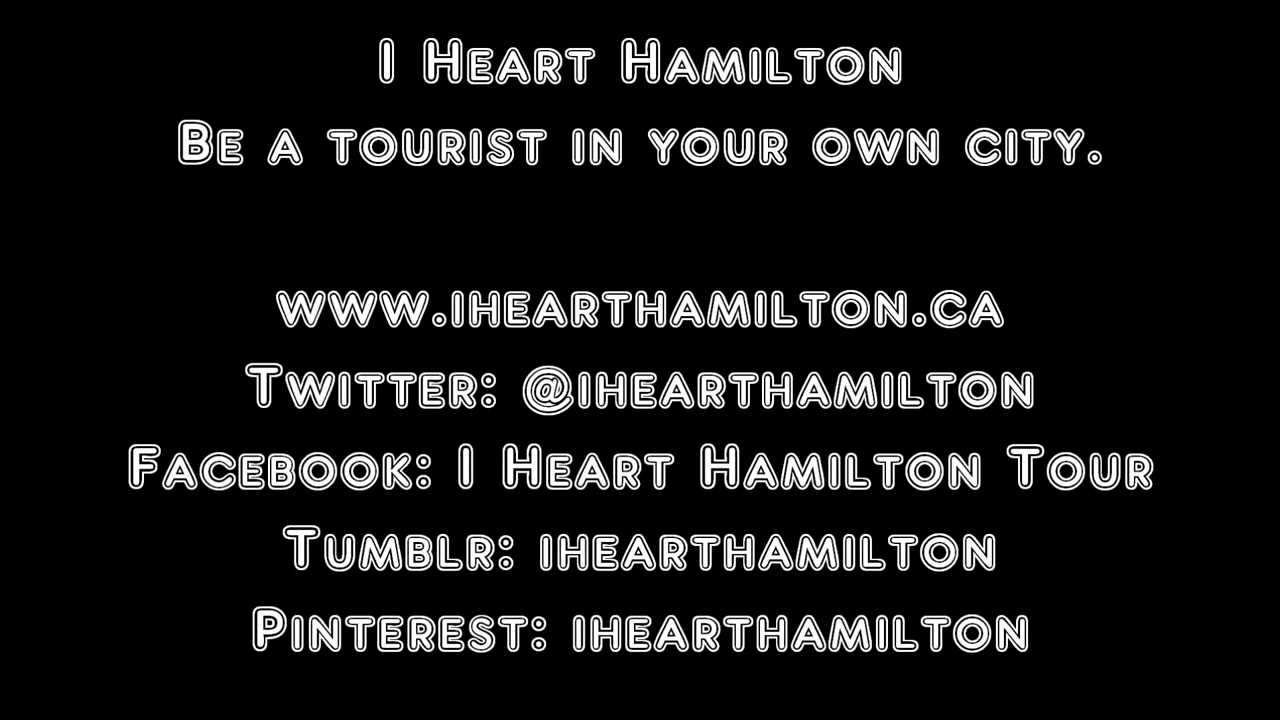 I Heart Hamilton
Be a tourist in your own city.
www.ihearthamilton.ca
Twitter: @ihearthamilton
Facebook: I Heart Hamilton Tour
Tumblr: ihearthamilton
Pinterest: ihearthamilton